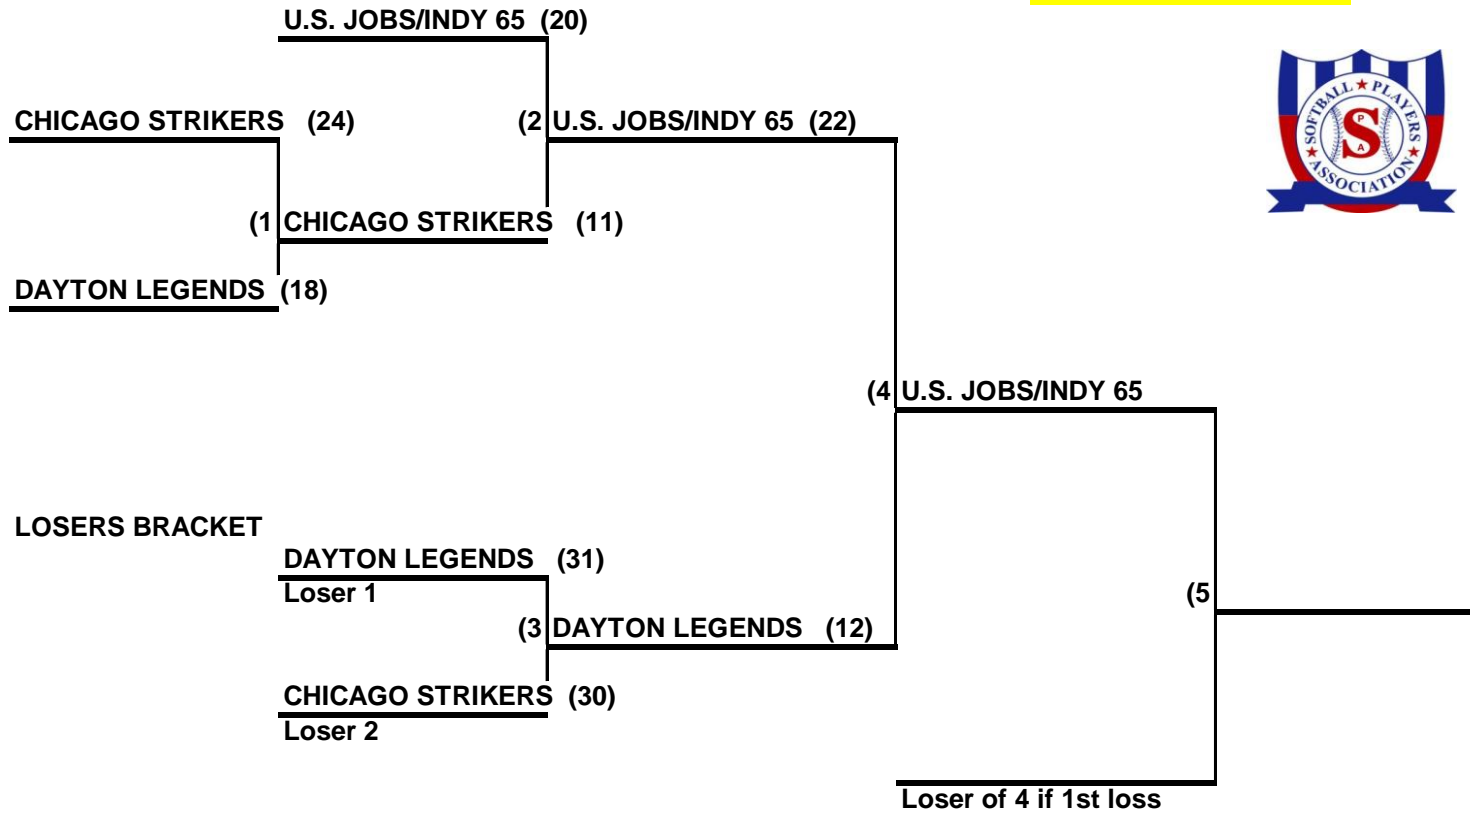 U.S. JOBS/INDY 65 (20)
CHICAGO STRIKERS (24)
(2 U.S. JOBS/INDY 65 (22)
(1 CHICAGO STRIKERS (11)
DAYTON LEGENDS (18)
(4 U.S. JOBS/INDY 65
LOSERS BRACKET
DAYTON LEGENDS (31)
Loser 1
(5
(3 DAYTON LEGENDS (12)
CHICAGO STRIKERS (30)
Loser 2
Loser of 4 if 1st loss
SOFTBALL ★ PLAYERS ★ ASSOCIATION ★
P
S
A